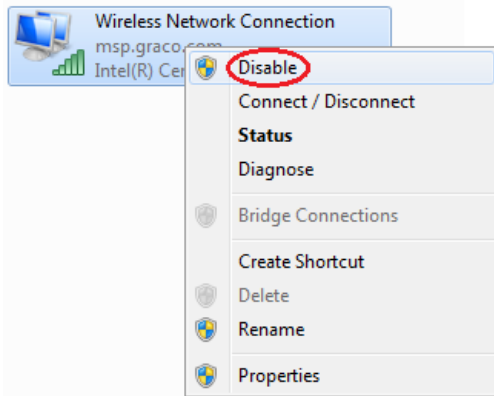 Wireless Network Connection
msp.graco.com
Intel(R) Cer
Disable
Connect / Disconnect
Status
Diagnose
Bridge Connections
Create Shortcut
Delete
Rename
Properties